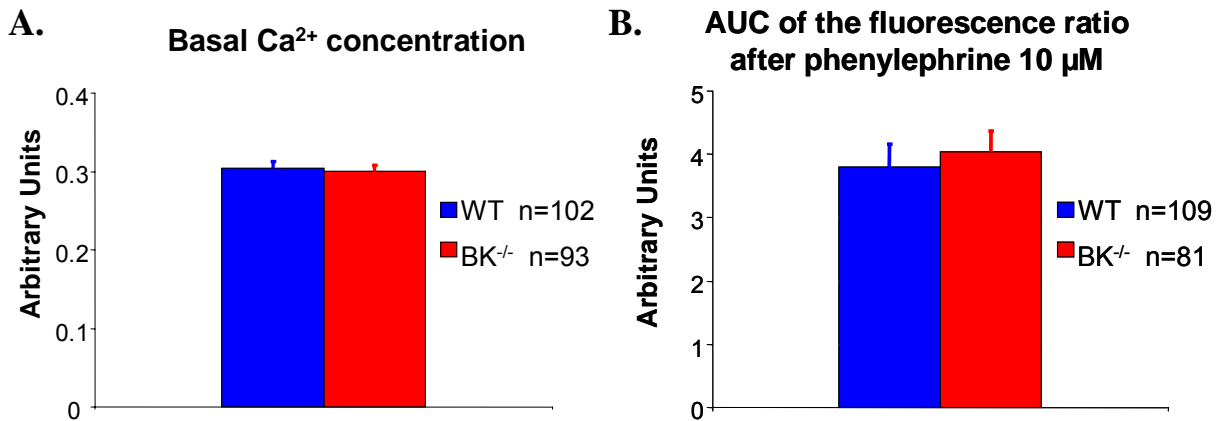 A.
Basal Ca²⁺ concentration
Arbitrary Units
0.4
0.3
0.2
0.1
0
WT n=102
BK⁻/⁻ n=93
B.
AUC of the fluorescence ratio
after phenylephrine 10 µM
Arbitrary Units
5
4
3
2
1
0
WT n=109
BK⁻/⁻ n=81